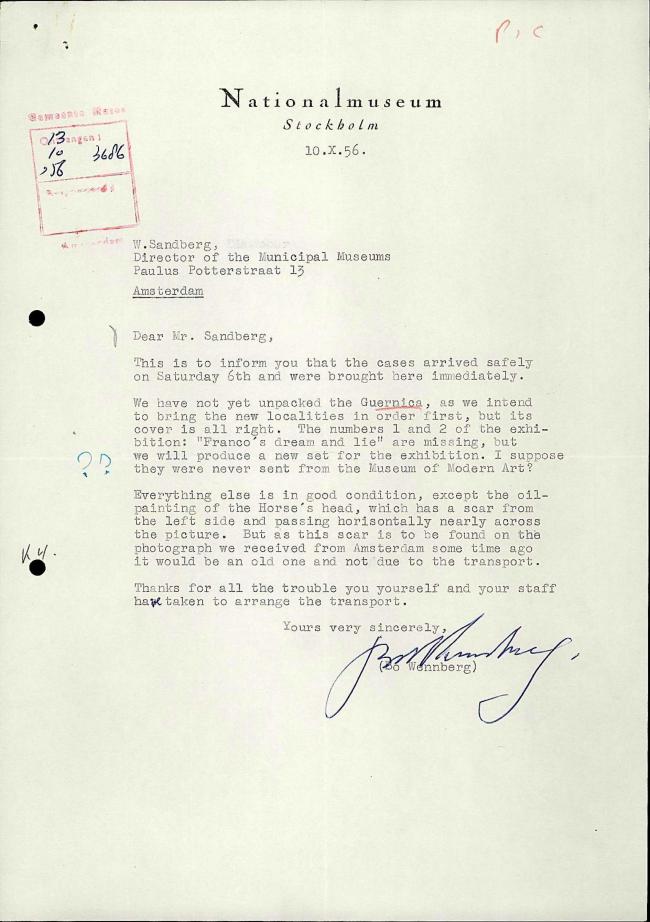 P, C
Nationalmuseum
Stockholm
10.X.56.
Gemeente Musea
Ontvangen:
13
10 3686
'56
Amsterdam
W.Sandberg,
Director of the Municipal Museums
Paulus Potterstraat 13
Amsterdam
Dear Mr. Sandberg,
This is to inform you that the cases arrived safely
on Saturday 6th and were brought here immediately.
We have not yet unpacked the Guernica, as we intend
to bring the new localities in order first, but its
cover is all right. The numbers 1 and 2 of the exhi-
bition: "Franco's dream and lie" are missing, but
we will produce a new set for the exhibition. I suppose
they were never sent from the Museum of Modern Art?
??
Everything else is in good condition, except the oil-
painting of the Horse's head, which has a scar from
the left side and passing horisontally nearly across
the picture. But as this scar is to be found on the
photograph we received from Amsterdam some time ago
it would be an old one and not due to the transport.
K4.
Thanks for all the trouble you yourself and your staff
have taken to arrange the transport.
Yours very sincerely,
(Bo Wennberg)